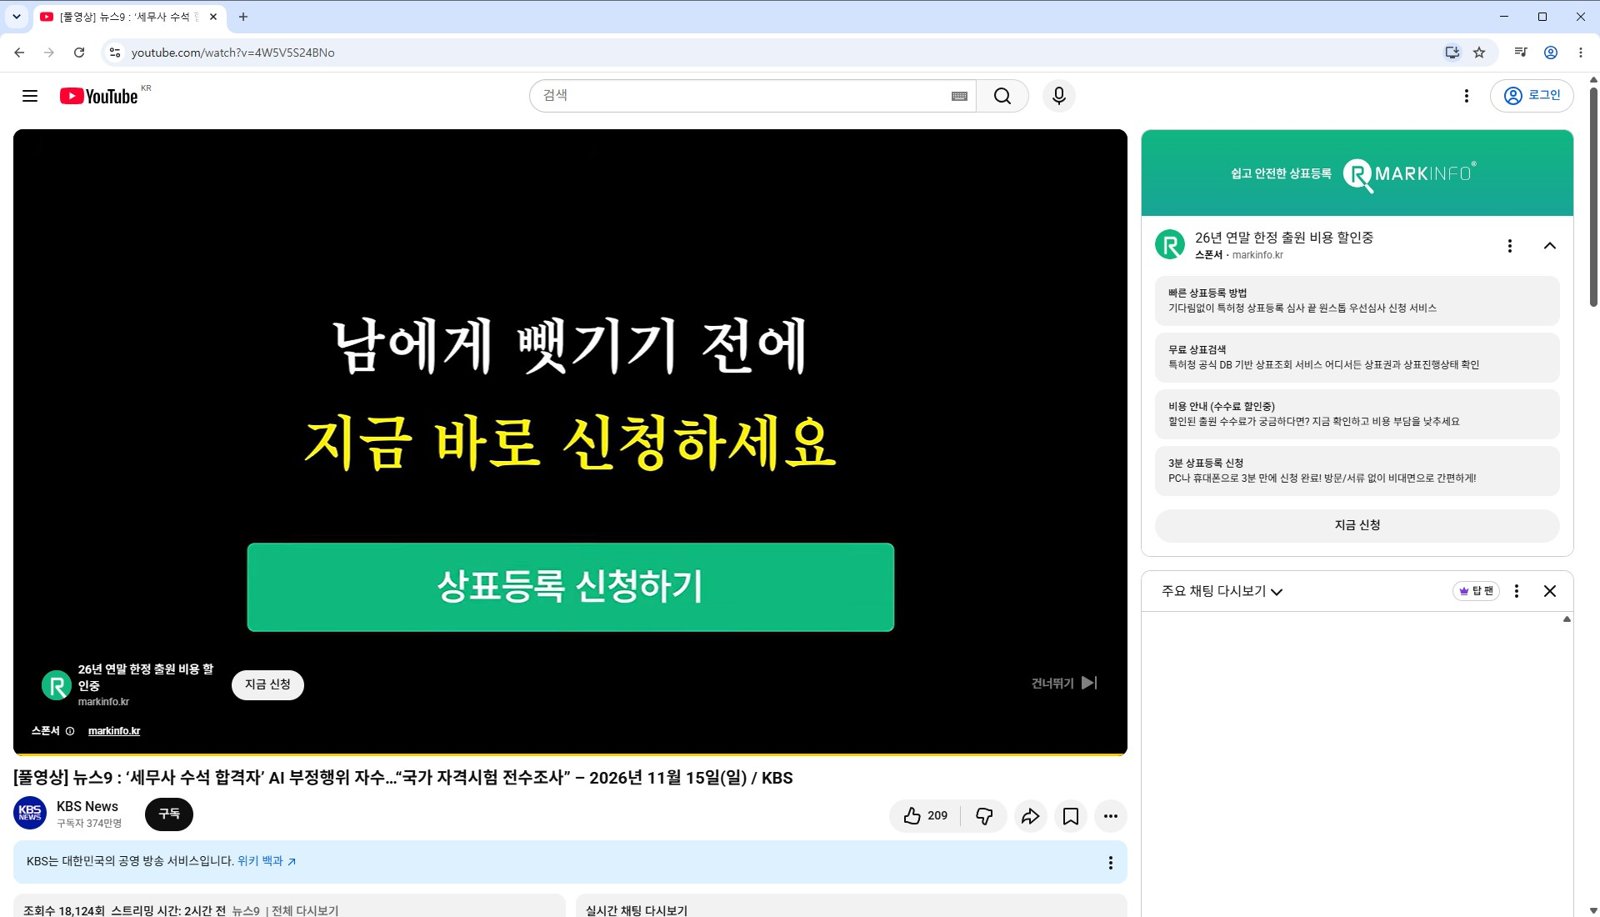 [풀영상] 뉴스9 : ‘세무사 수석
youtube.com/watch?v=4W5V5S24BNo
YouTube KR
검색
로그인
남에게 뺏기기 전에
지금 바로 신청하세요
상표등록 신청하기
26년 연말 한정 출원 비용 할
인중
markinfo.kr
지금 신청
건너뛰기
스폰서 markinfo.kr
쉽고 안전한 상표등록 R MARKINFO®
R
26년 연말 한정 출원 비용 할인중
스폰서 · markinfo.kr
빠른 상표등록 방법
기다림없이 특허청 상표등록 심사 끝 원스톱 우선심사 신청 서비스
무료 상표검색
특허청 공식 DB 기반 상표조회 서비스 어디서든 상표권과 상표진행상태 확인
비용 안내 (수수료 할인중)
할인된 출원 수수료가 궁금하다면? 지금 확인하고 비용 부담을 낮추세요
3분 상표등록 신청
PC나 휴대폰으로 3분 만에 신청 완료! 방문/서류 없이 비대면으로 간편하게!
지금 신청
주요 채팅 다시보기
탑 팬
[풀영상] 뉴스9 : ‘세무사 수석 합격자’ AI 부정행위 자수…“국가 자격시험 전수조사” – 2026년 11월 15일(일) / KBS
KBS NEWS
KBS News
구독자 374만명
구독
209
KBS는 대한민국의 공영 방송 서비스입니다. 위키 백과
조회수 18,124회 스트리밍 시간: 2시간 전 뉴스9 | 전체 다시보기
실시간 채팅 다시보기